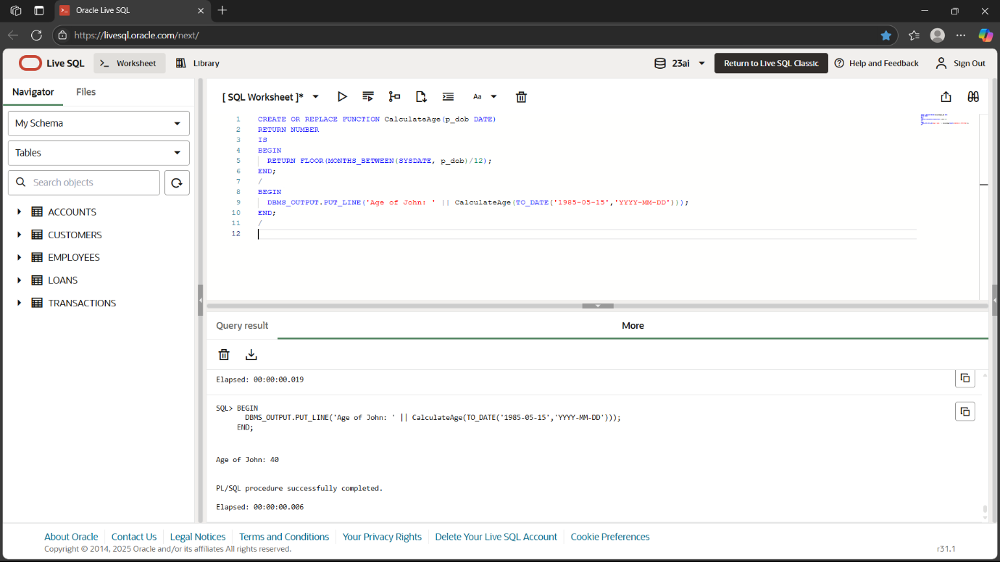 Oracle Live SQL
https://livesql.oracle.com/next/
Live SQL
Worksheet
Library
23ai
Return to Live SQL Classic
Help and Feedback
Sign Out
Navigator
Files
My Schema
Tables
Search objects
ACCOUNTS
CUSTOMERS
EMPLOYEES
LOANS
TRANSACTIONS
[ SQL Worksheet ]*
Aa
1 CREATE OR REPLACE FUNCTION CalculateAge(p_dob DATE)
2 RETURN NUMBER
3 IS
4 BEGIN
5 RETURN FLOOR(MONTHS_BETWEEN(SYSDATE, p_dob)/12);
6 END;
7 /
8 BEGIN
9 DBMS_OUTPUT.PUT_LINE('Age of John: ' || CalculateAge(TO_DATE('1985-05-15','YYYY-MM-DD')));
10 END;
11 /
12
Query result
More
Elapsed: 00:00:00.019
SQL> BEGIN
DBMS_OUTPUT.PUT_LINE('Age of John: ' || CalculateAge(TO_DATE('1985-05-15','YYYY-MM-DD')));
END;
Age of John: 40
PL/SQL procedure successfully completed.
Elapsed: 00:00:00.006
About Oracle
Contact Us
Legal Notices
Terms and Conditions
Your Privacy Rights
Delete Your Live SQL Account
Cookie Preferences
Copyright © 2014, 2025 Oracle and/or its affiliates All rights reserved.
r31.1